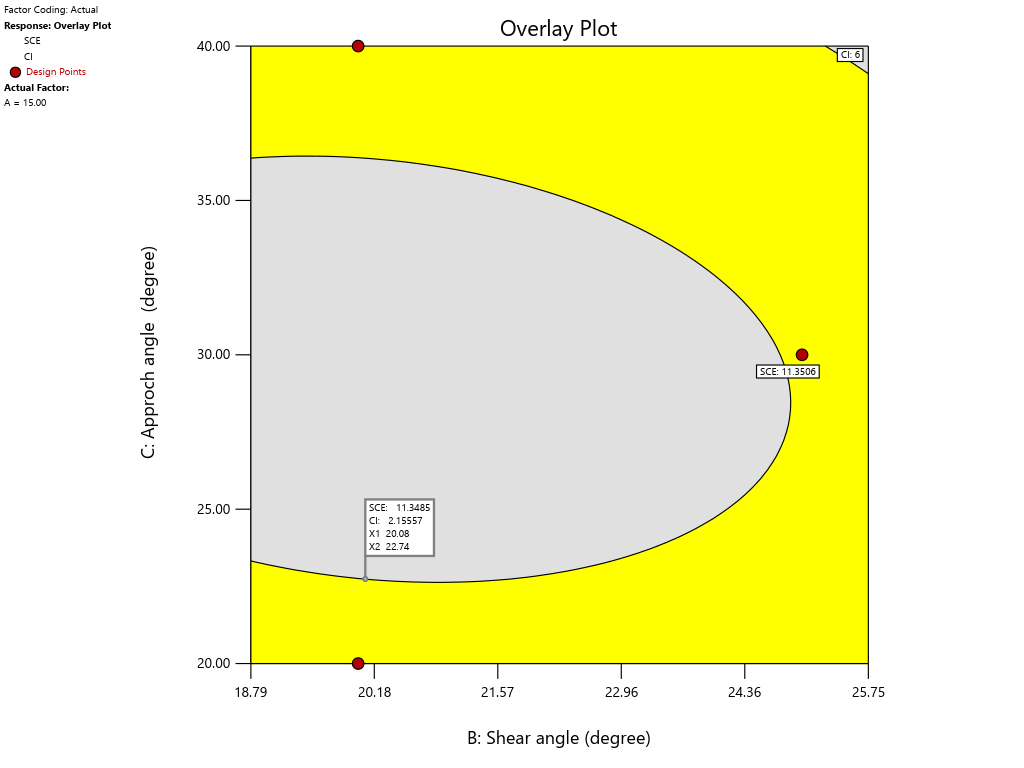 Factor Coding: Actual
Response: Overlay Plot
SCE
CI
Design Points
Actual Factor:
A = 15.00
Overlay Plot
40.00
35.00
30.00
25.00
20.00
C: Approch angle (degree)
CI: 6
SCE: 11.3506
SCE: 11.3485
CI: 2.15557
X1 20.08
X2 22.74
18.79 20.18 21.57 22.96 24.36 25.75
B: Shear angle (degree)